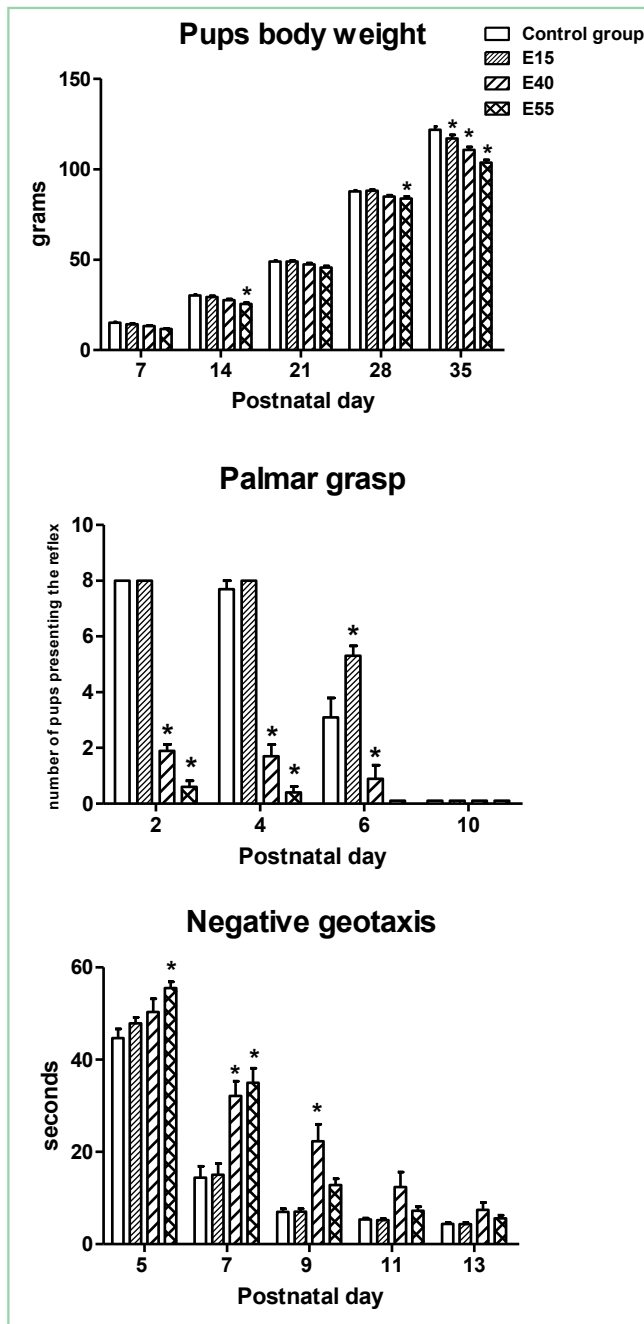 Pups body weight
Control group
E15
E40
E55
150
100
50
0
grams
* * *
*
*
7 14 21 28 35
Postnatal day
Palmar grasp
10
8
6
4
2
0
number of pups presenting the reflex
*
* * *
* *
2 4 6 10
Postnatal day
Negative geotaxis
60
40
20
0
seconds
*
* *
*
5 7 9 11 13
Postnatal day